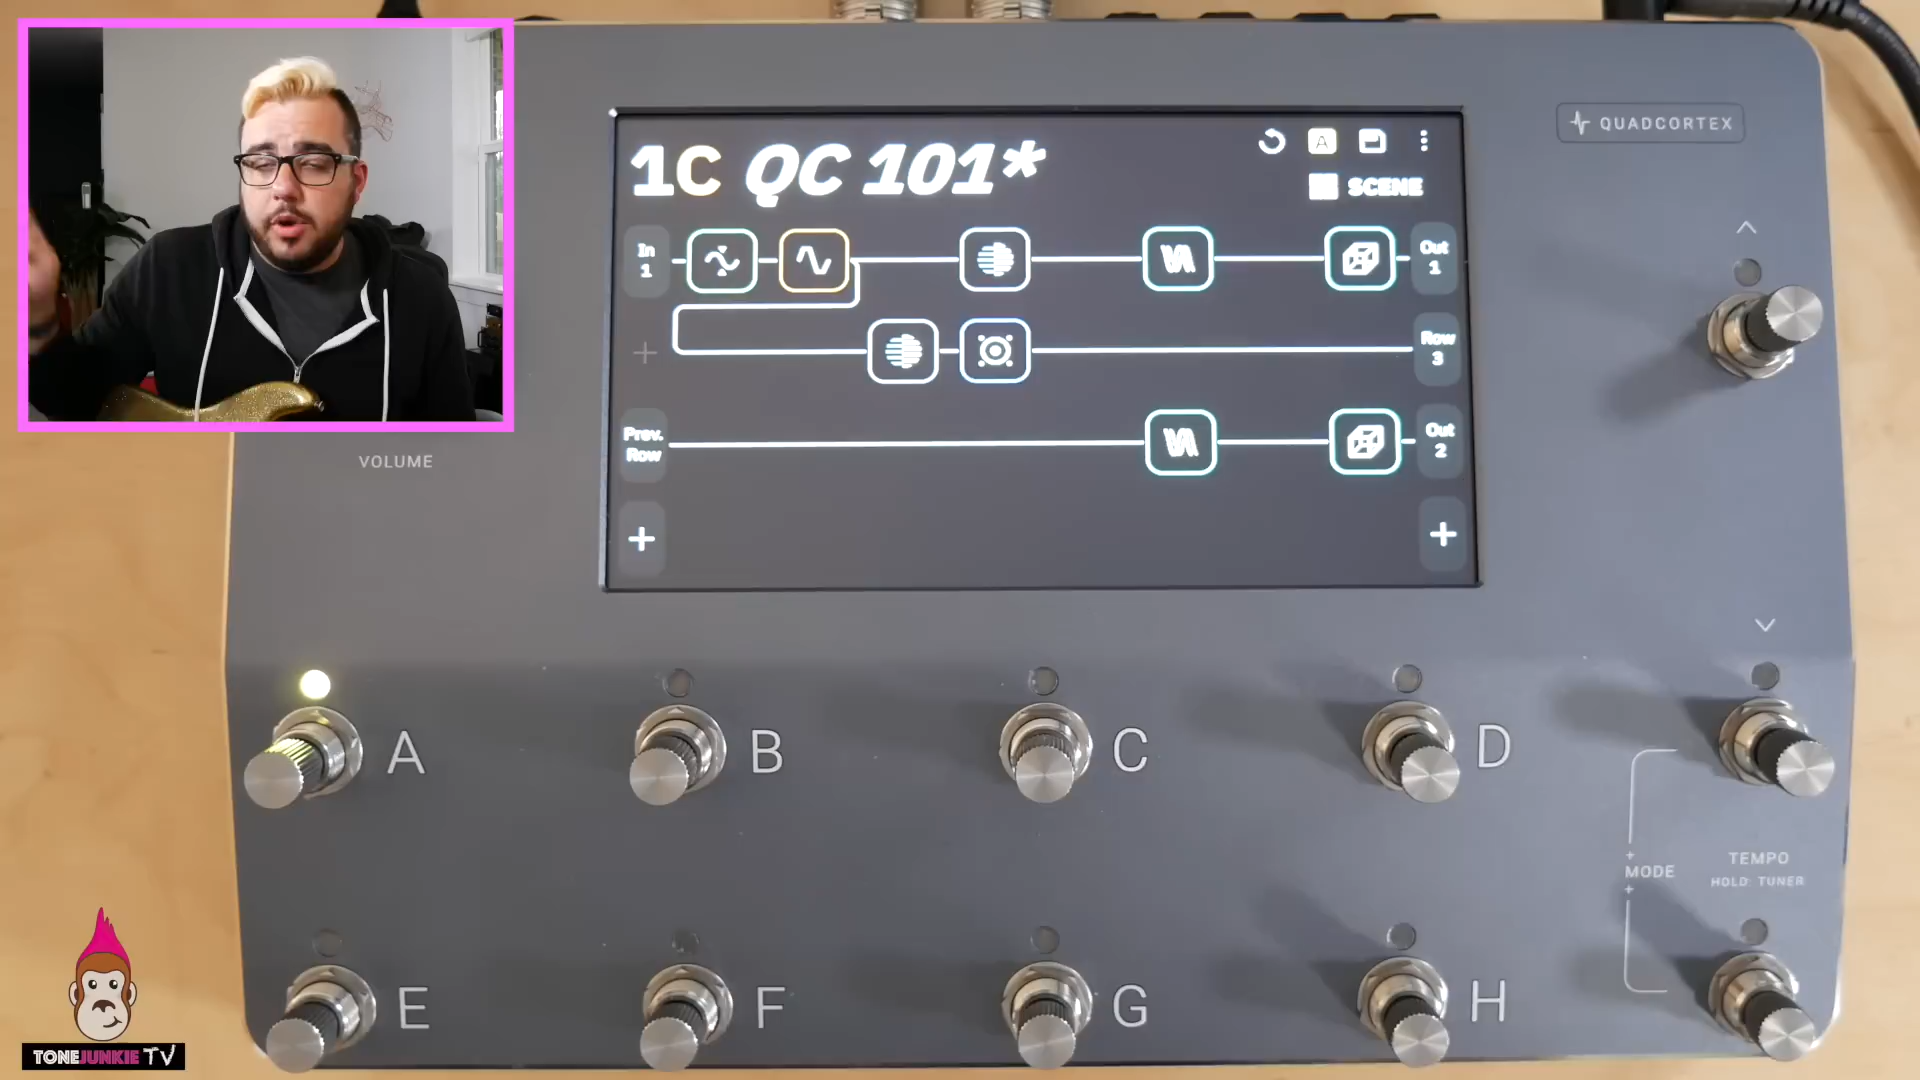 QUADCORTEX
1C QC 101*
A
SCENE
In
1
Out
1
Row
3
Prev.
Row
Out
2
VOLUME
A
B
C
D
MODE
TEMPO
HOLD: TUNER
E
F
G
H
TONEJUNKIE TV